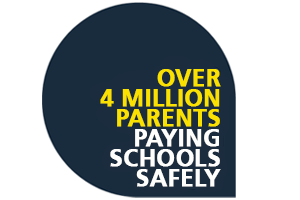 OVER
4 MILLION
PARENTS
PAYING
SCHOOLS
SAFELY